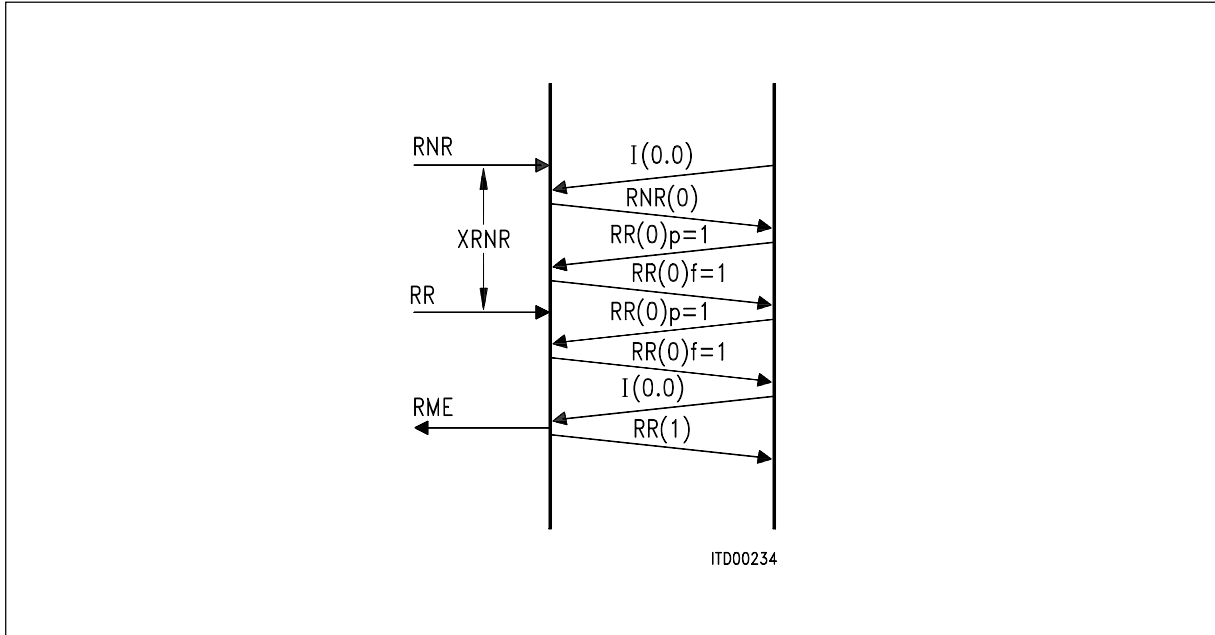 RNR
I(0.0)
RNR(0)
RR(0)p=1
XRNR
RR(0)f=1
RR
RR(0)p=1
RR(0)f=1
I(0.0)
RME
RR(1)
ITD00234